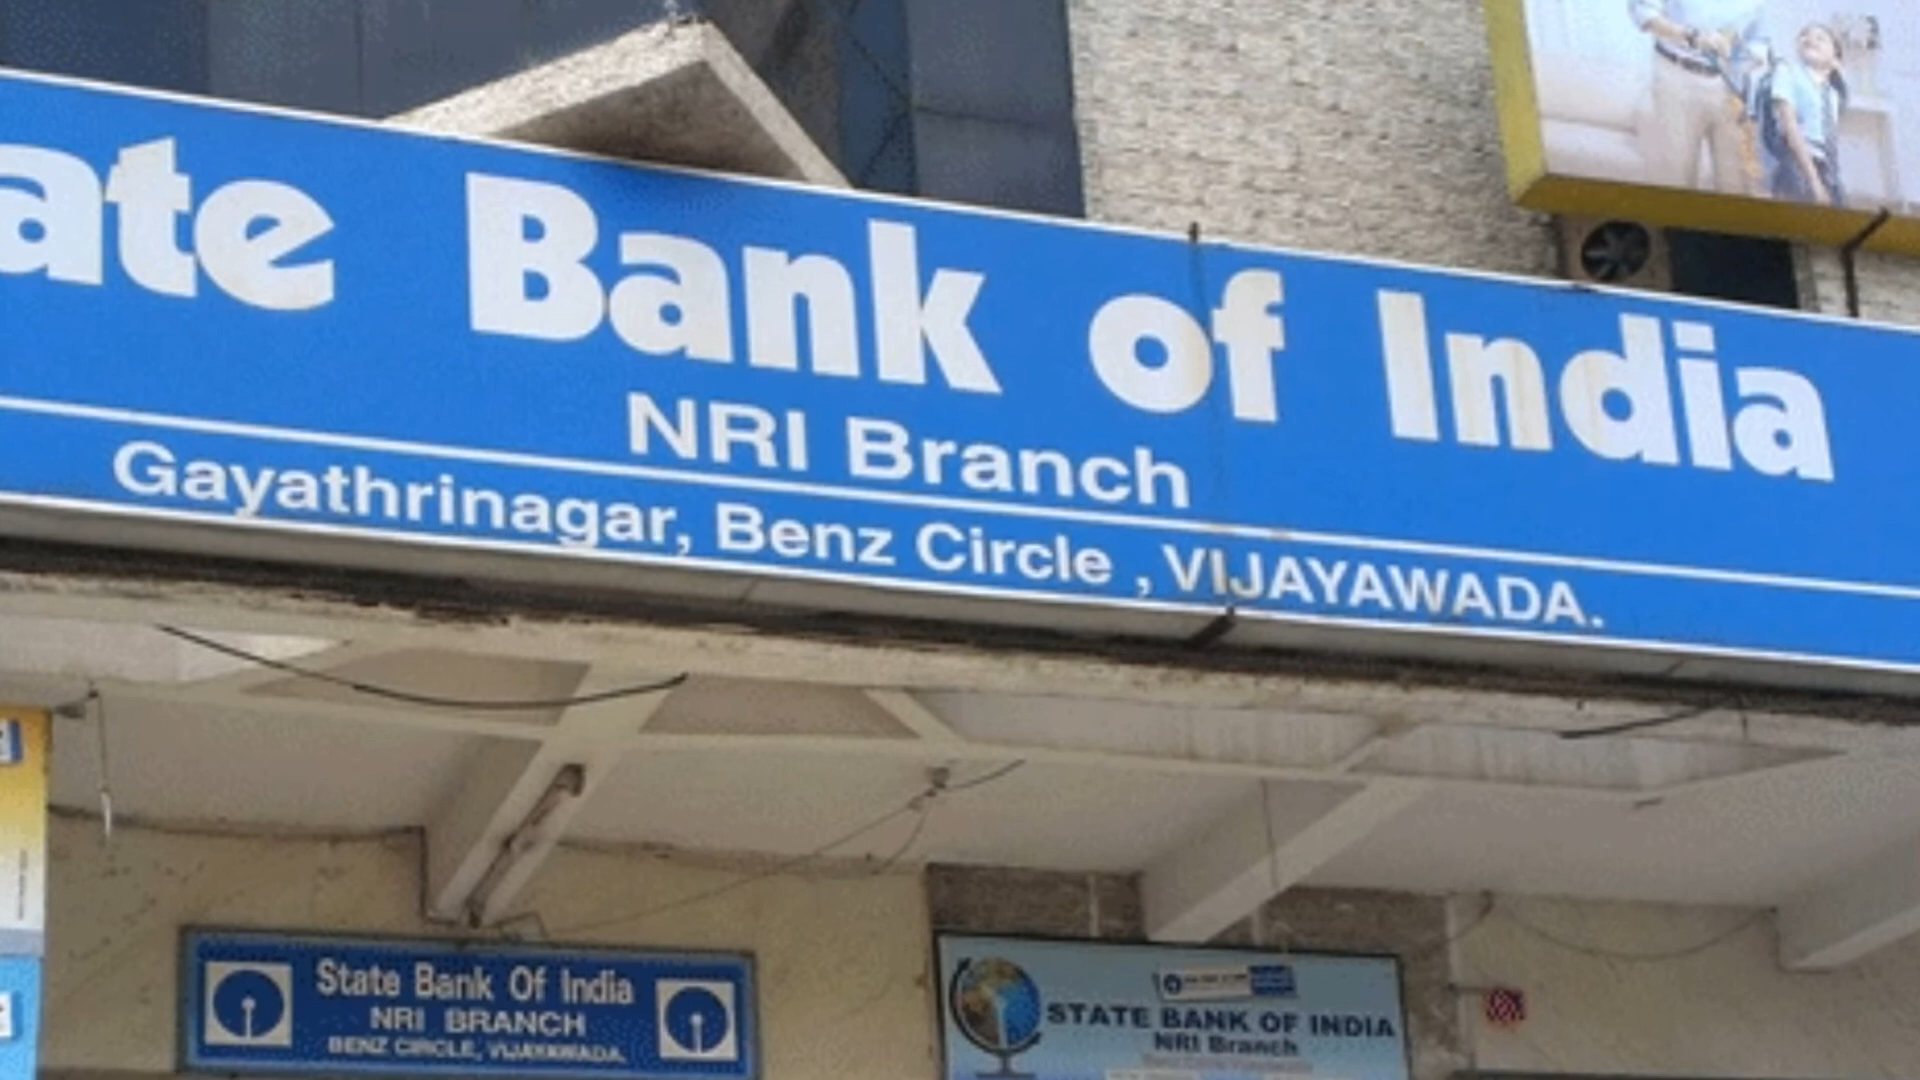 ate Bank of India
NRI Branch
Gayathrinagar, Benz Circle , VIJAYAWADA.
State Bank Of India
NRI BRANCH
BENZ CIRCLE, VIJAYAWADA.
STATE BANK OF INDIA
NRI Branch